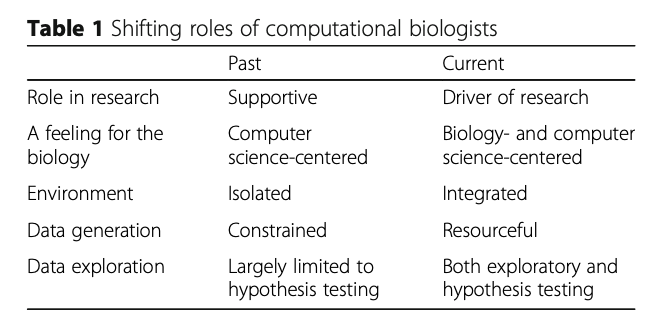 Table 1 Shifting roles of computational biologists
Past Current
Role in research Supportive Driver of research
A feeling for the Computer Biology- and computer
biology science-centered science-centered
Environment Isolated Integrated
Data generation Constrained Resourceful
Data exploration Largely limited to Both exploratory and
hypothesis testing hypothesis testing